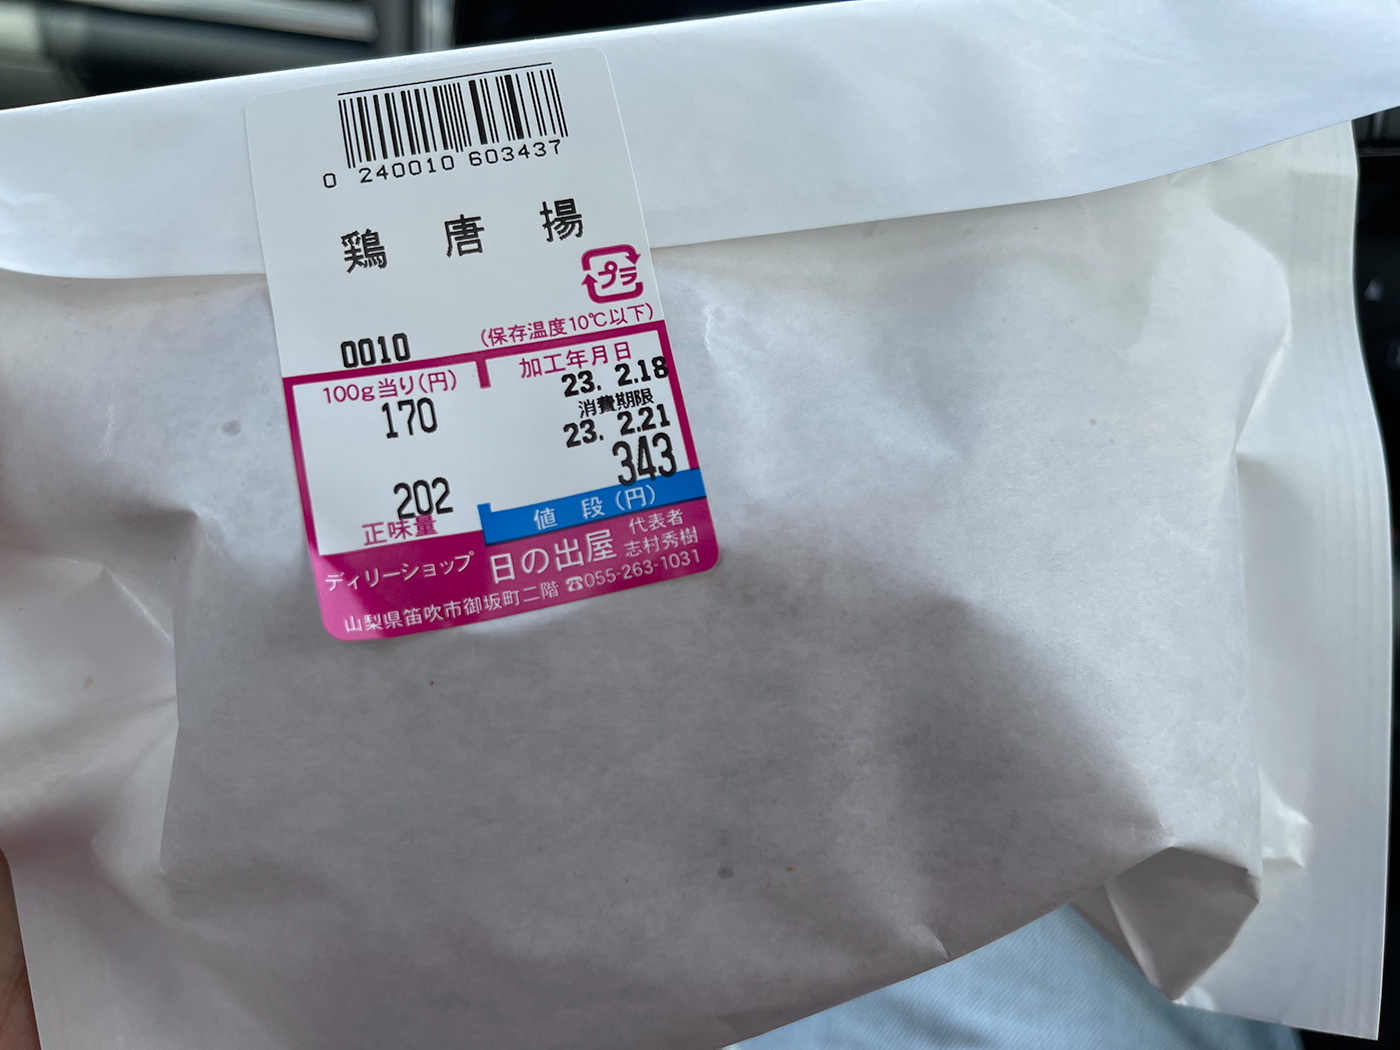 0 240010 603437
鶏 唐 揚
プラ
0010
(保存温度10℃以下)
100g当り(円)
170
加工年月日
23. 2.18
消費期限
23. 2.21
343
202
正味量
値 段 (円)
ディリーショップ 日の出屋 代表者 志村秀樹
山梨県笛吹市御坂町二階 ☎055-263-1031